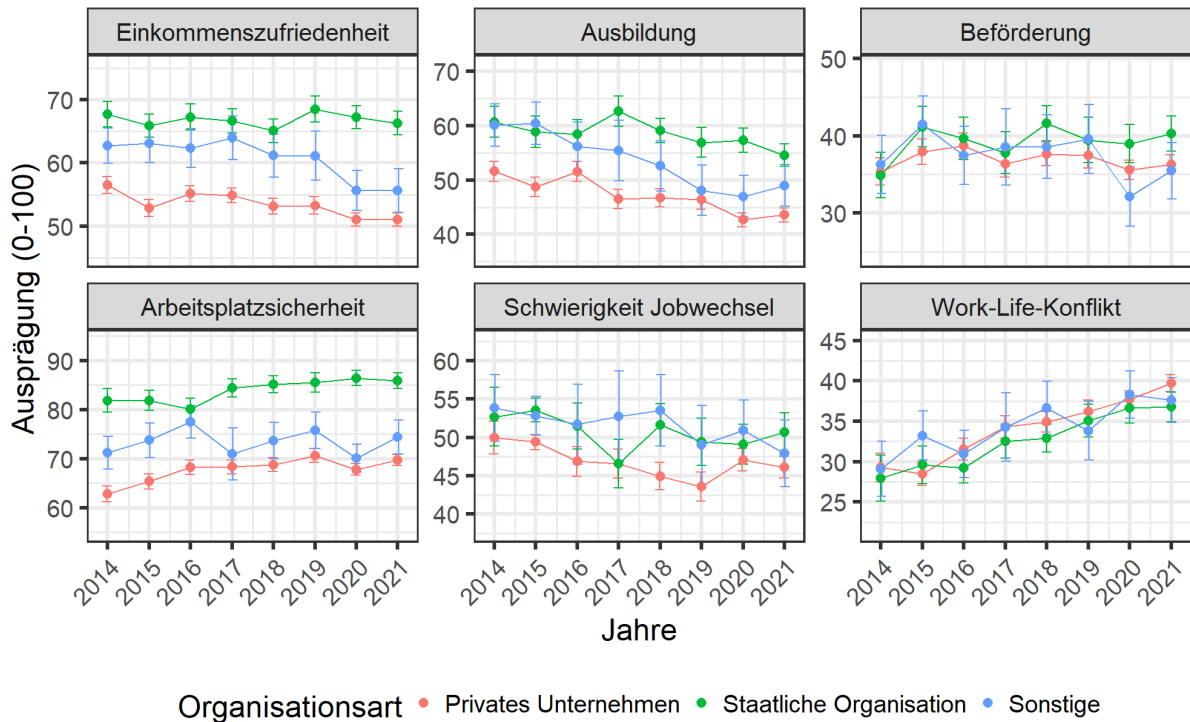 Einkommenszufriedenheit
Ausbildung
Beförderung
70
60
50
70
60
50
40
50
40
30
Arbeitsplatzsicherheit
Schwierigkeit Jobwechsel
Work-Life-Konflikt
90
80
70
60
60
55
50
45
40
45
40
35
30
25
Ausprägung (0-100)
2014 2015 2016 2017 2018 2019 2020 2021
2014 2015 2016 2017 2018 2019 2020 2021
2014 2015 2016 2017 2018 2019 2020 2021
Jahre
Organisationsart Privates Unternehmen Staatliche Organisation Sonstige